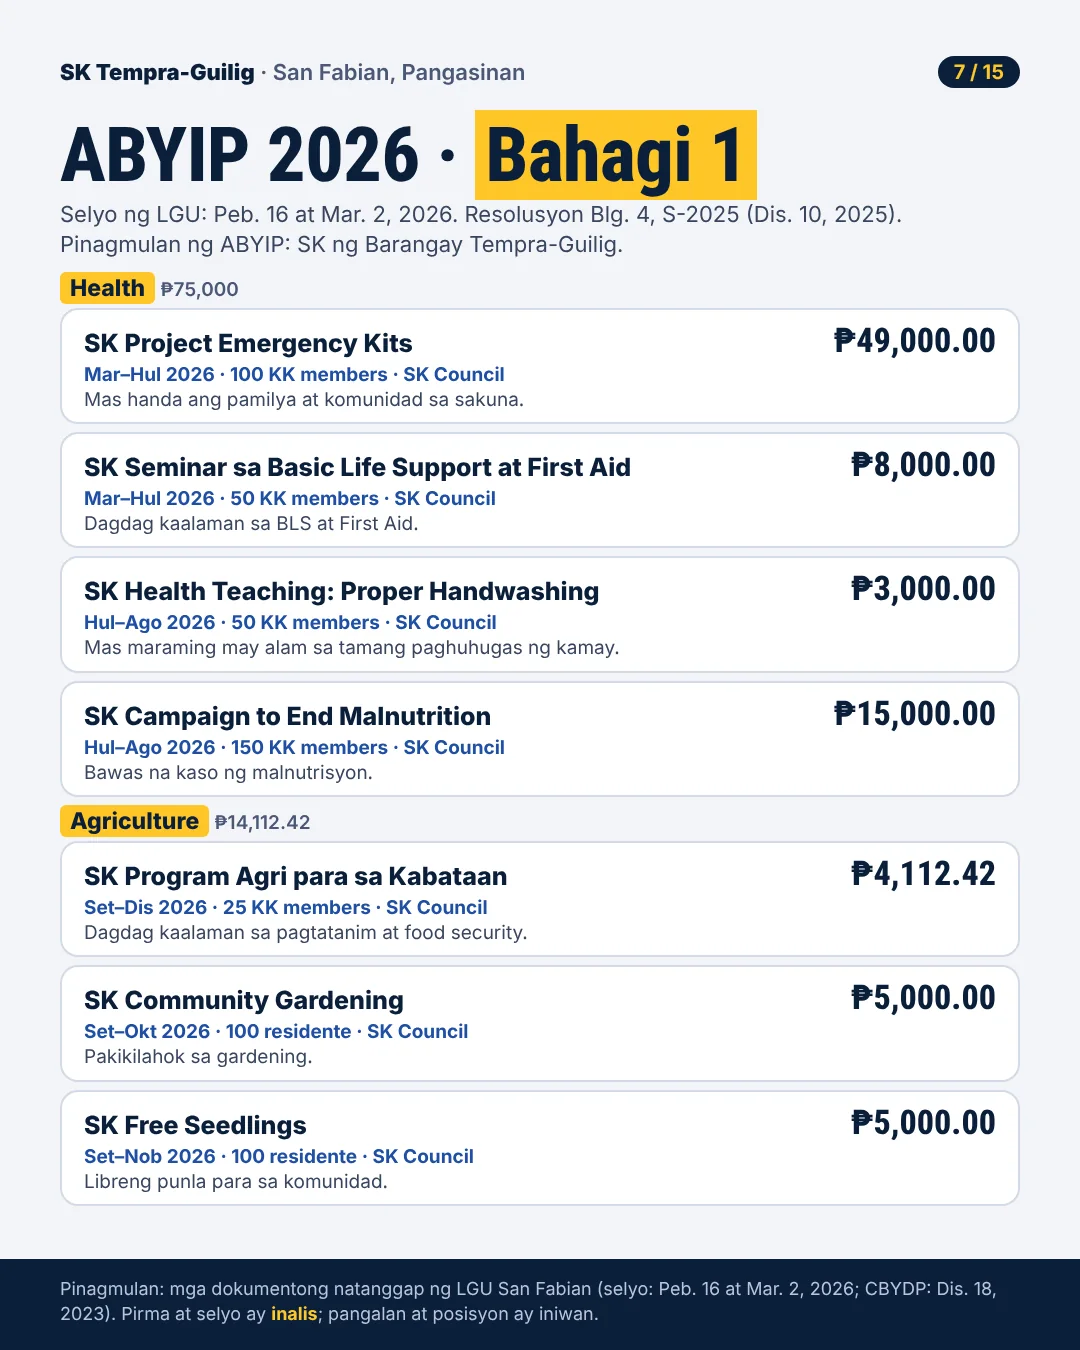 SK Tempra-Guilig · San Fabian, Pangasinan
7 / 15
ABYIP 2026 · Bahagi 1
Selyo ng LGU: Peb. 16 at Mar. 2, 2026. Resolusyon Blg. 4, S-2025 (Dis. 10, 2025).
Pinagmulan ng ABYIP: SK ng Barangay Tempra-Guilig.
Health ₱75,000
SK Project Emergency Kits
₱49,000.00
Mar–Hul 2026 · 100 KK members · SK Council
Mas handa ang pamilya at komunidad sa sakuna.
SK Seminar sa Basic Life Support at First Aid
₱8,000.00
Mar–Hul 2026 · 50 KK members · SK Council
Dagdag kaalaman sa BLS at First Aid.
SK Health Teaching: Proper Handwashing
₱3,000.00
Hul–Ago 2026 · 50 KK members · SK Council
Mas maraming may alam sa tamang paghuhugas ng kamay.
SK Campaign to End Malnutrition
₱15,000.00
Hul–Ago 2026 · 150 KK members · SK Council
Bawas na kaso ng malnutrisyon.
Agriculture ₱14,112.42
SK Program Agri para sa Kabataan
₱4,112.42
Set–Dis 2026 · 25 KK members · SK Council
Dagdag kaalaman sa pagtatanim at food security.
SK Community Gardening
₱5,000.00
Set–Okt 2026 · 100 residente · SK Council
Pakikilahok sa gardening.
SK Free Seedlings
₱5,000.00
Set–Nob 2026 · 100 residente · SK Council
Libreng punla para sa komunidad.
Pinagmulan: mga dokumentong natanggap ng LGU San Fabian (selyo: Peb. 16 at Mar. 2, 2026; CBYDP: Dis. 18,
2023). Pirma at selyo ay inalis; pangalan at posisyon ay iniwan.